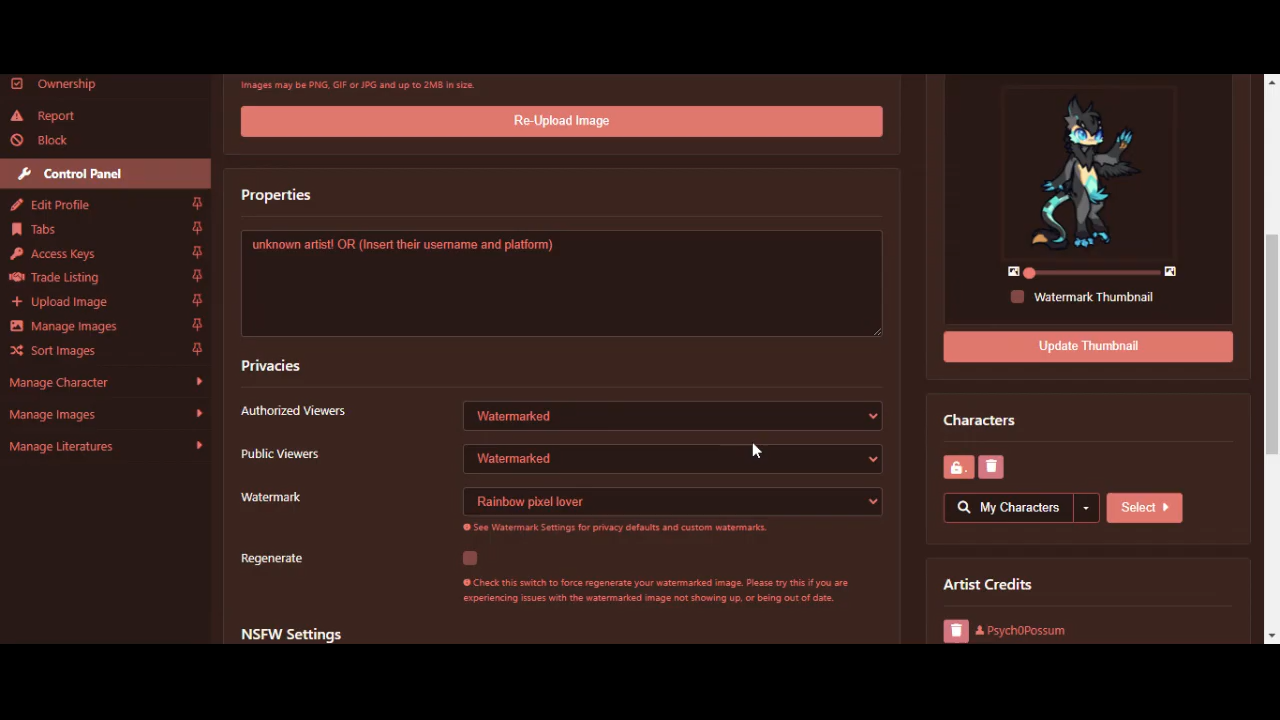 Ownership
Report
Block
Control Panel
Edit Profile
Tabs
Access Keys
Trade Listing
Upload Image
Manage Images
Sort Images
Manage Character
Manage Images
Manage Literatures
Images may be PNG, GIF or JPG and up to 2MB in size.
Re-Upload Image
Properties
unknown artist! OR (Insert their username and platform)
Privacies
Authorized Viewers
Watermarked
Public Viewers
Watermarked
Watermark
Rainbow pixel lover
See Watermark Settings for privacy defaults and custom watermarks.
Regenerate
Check this switch to force regenerate your watermarked image. Please try this if you are
experiencing issues with the watermarked image not showing up, or being out of date.
NSFW Settings
Watermark Thumbnail
Update Thumbnail
Characters
.
My Characters
Select
Artist Credits
Psych0Possum